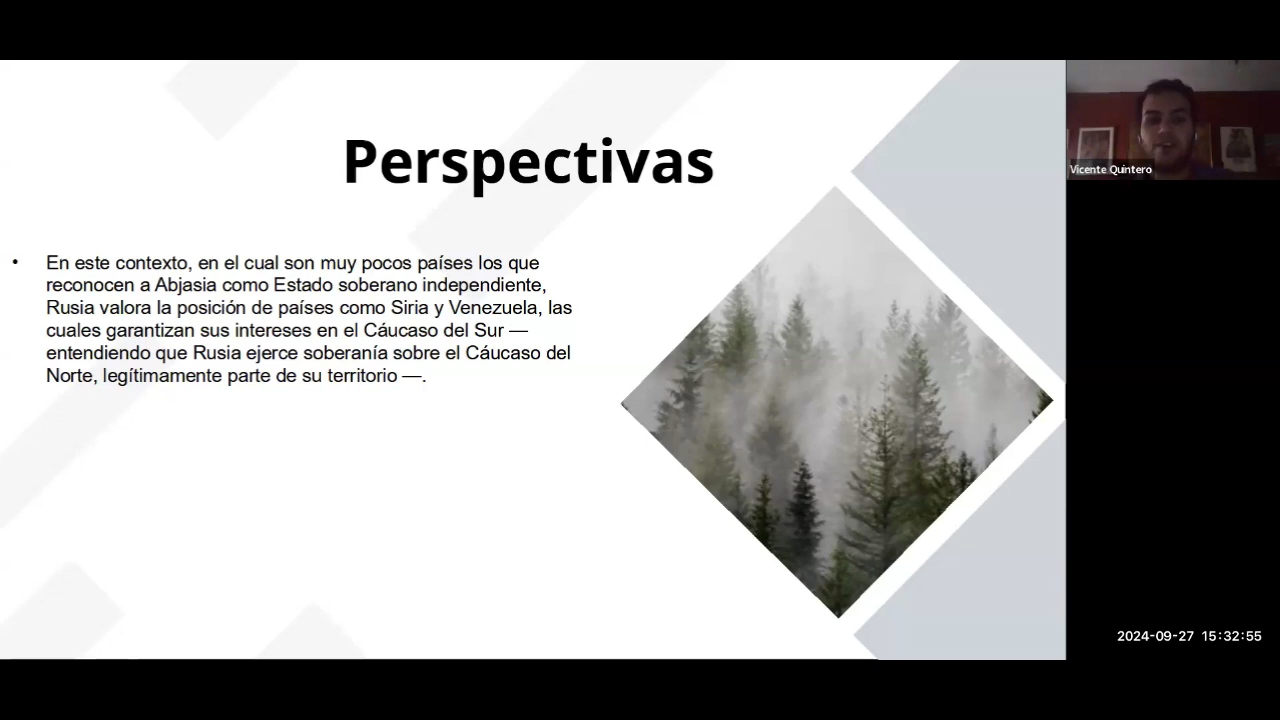 Perspectivas
• En este contexto, en el cual son muy pocos países los que
reconocen a Abjasia como Estado soberano independiente,
Rusia valora la posición de países como Siria y Venezuela, las
cuales garantizan sus intereses en el Cáucaso del Sur —
entendiendo que Rusia ejerce soberanía sobre el Cáucaso del
Norte, legítimamente parte de su territorio —.
Vicente Quintero
2024-09-27 15:32:55